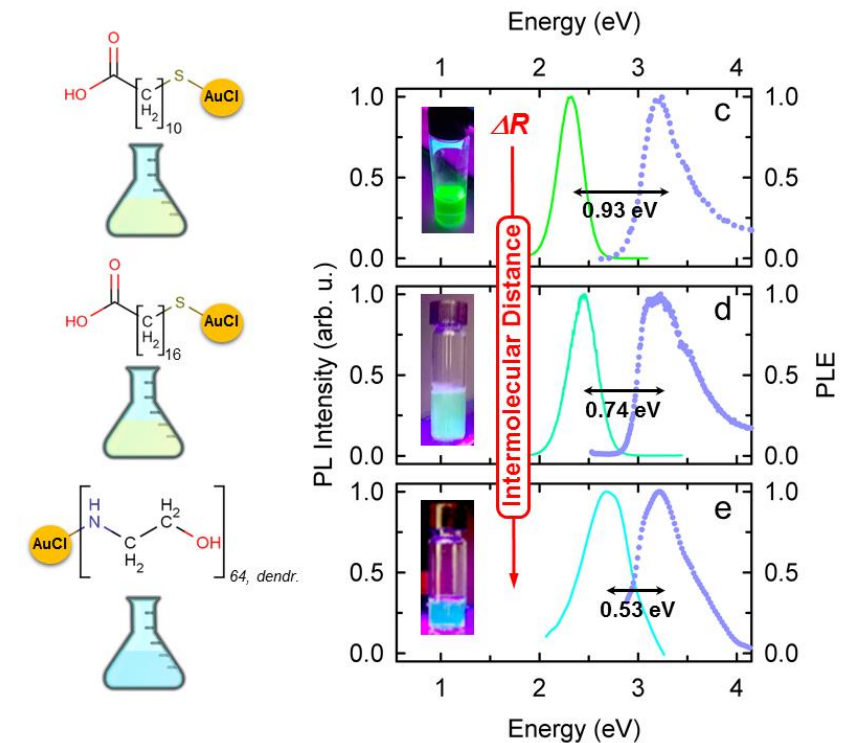 O
HO
C
H2
10
S
AuCl
O
HO
C
H2
16
S
AuCl
AuCl
H
N
C
H2
H2
C
OH
64, dendr.
Energy (eV)
1 2 3 4
PL Intensity (arb. u.)
PLE
1.0 c 1.0
ΔR
0.5 0.5
0.93 eV
0.0 0.0
Intermolecular Distance
1.0 d 1.0
0.5 0.5
0.74 eV
0.0 0.0
1.0 e 1.0
0.5 0.5
0.53 eV
0.0 0.0
1 2 3 4
Energy (eV)